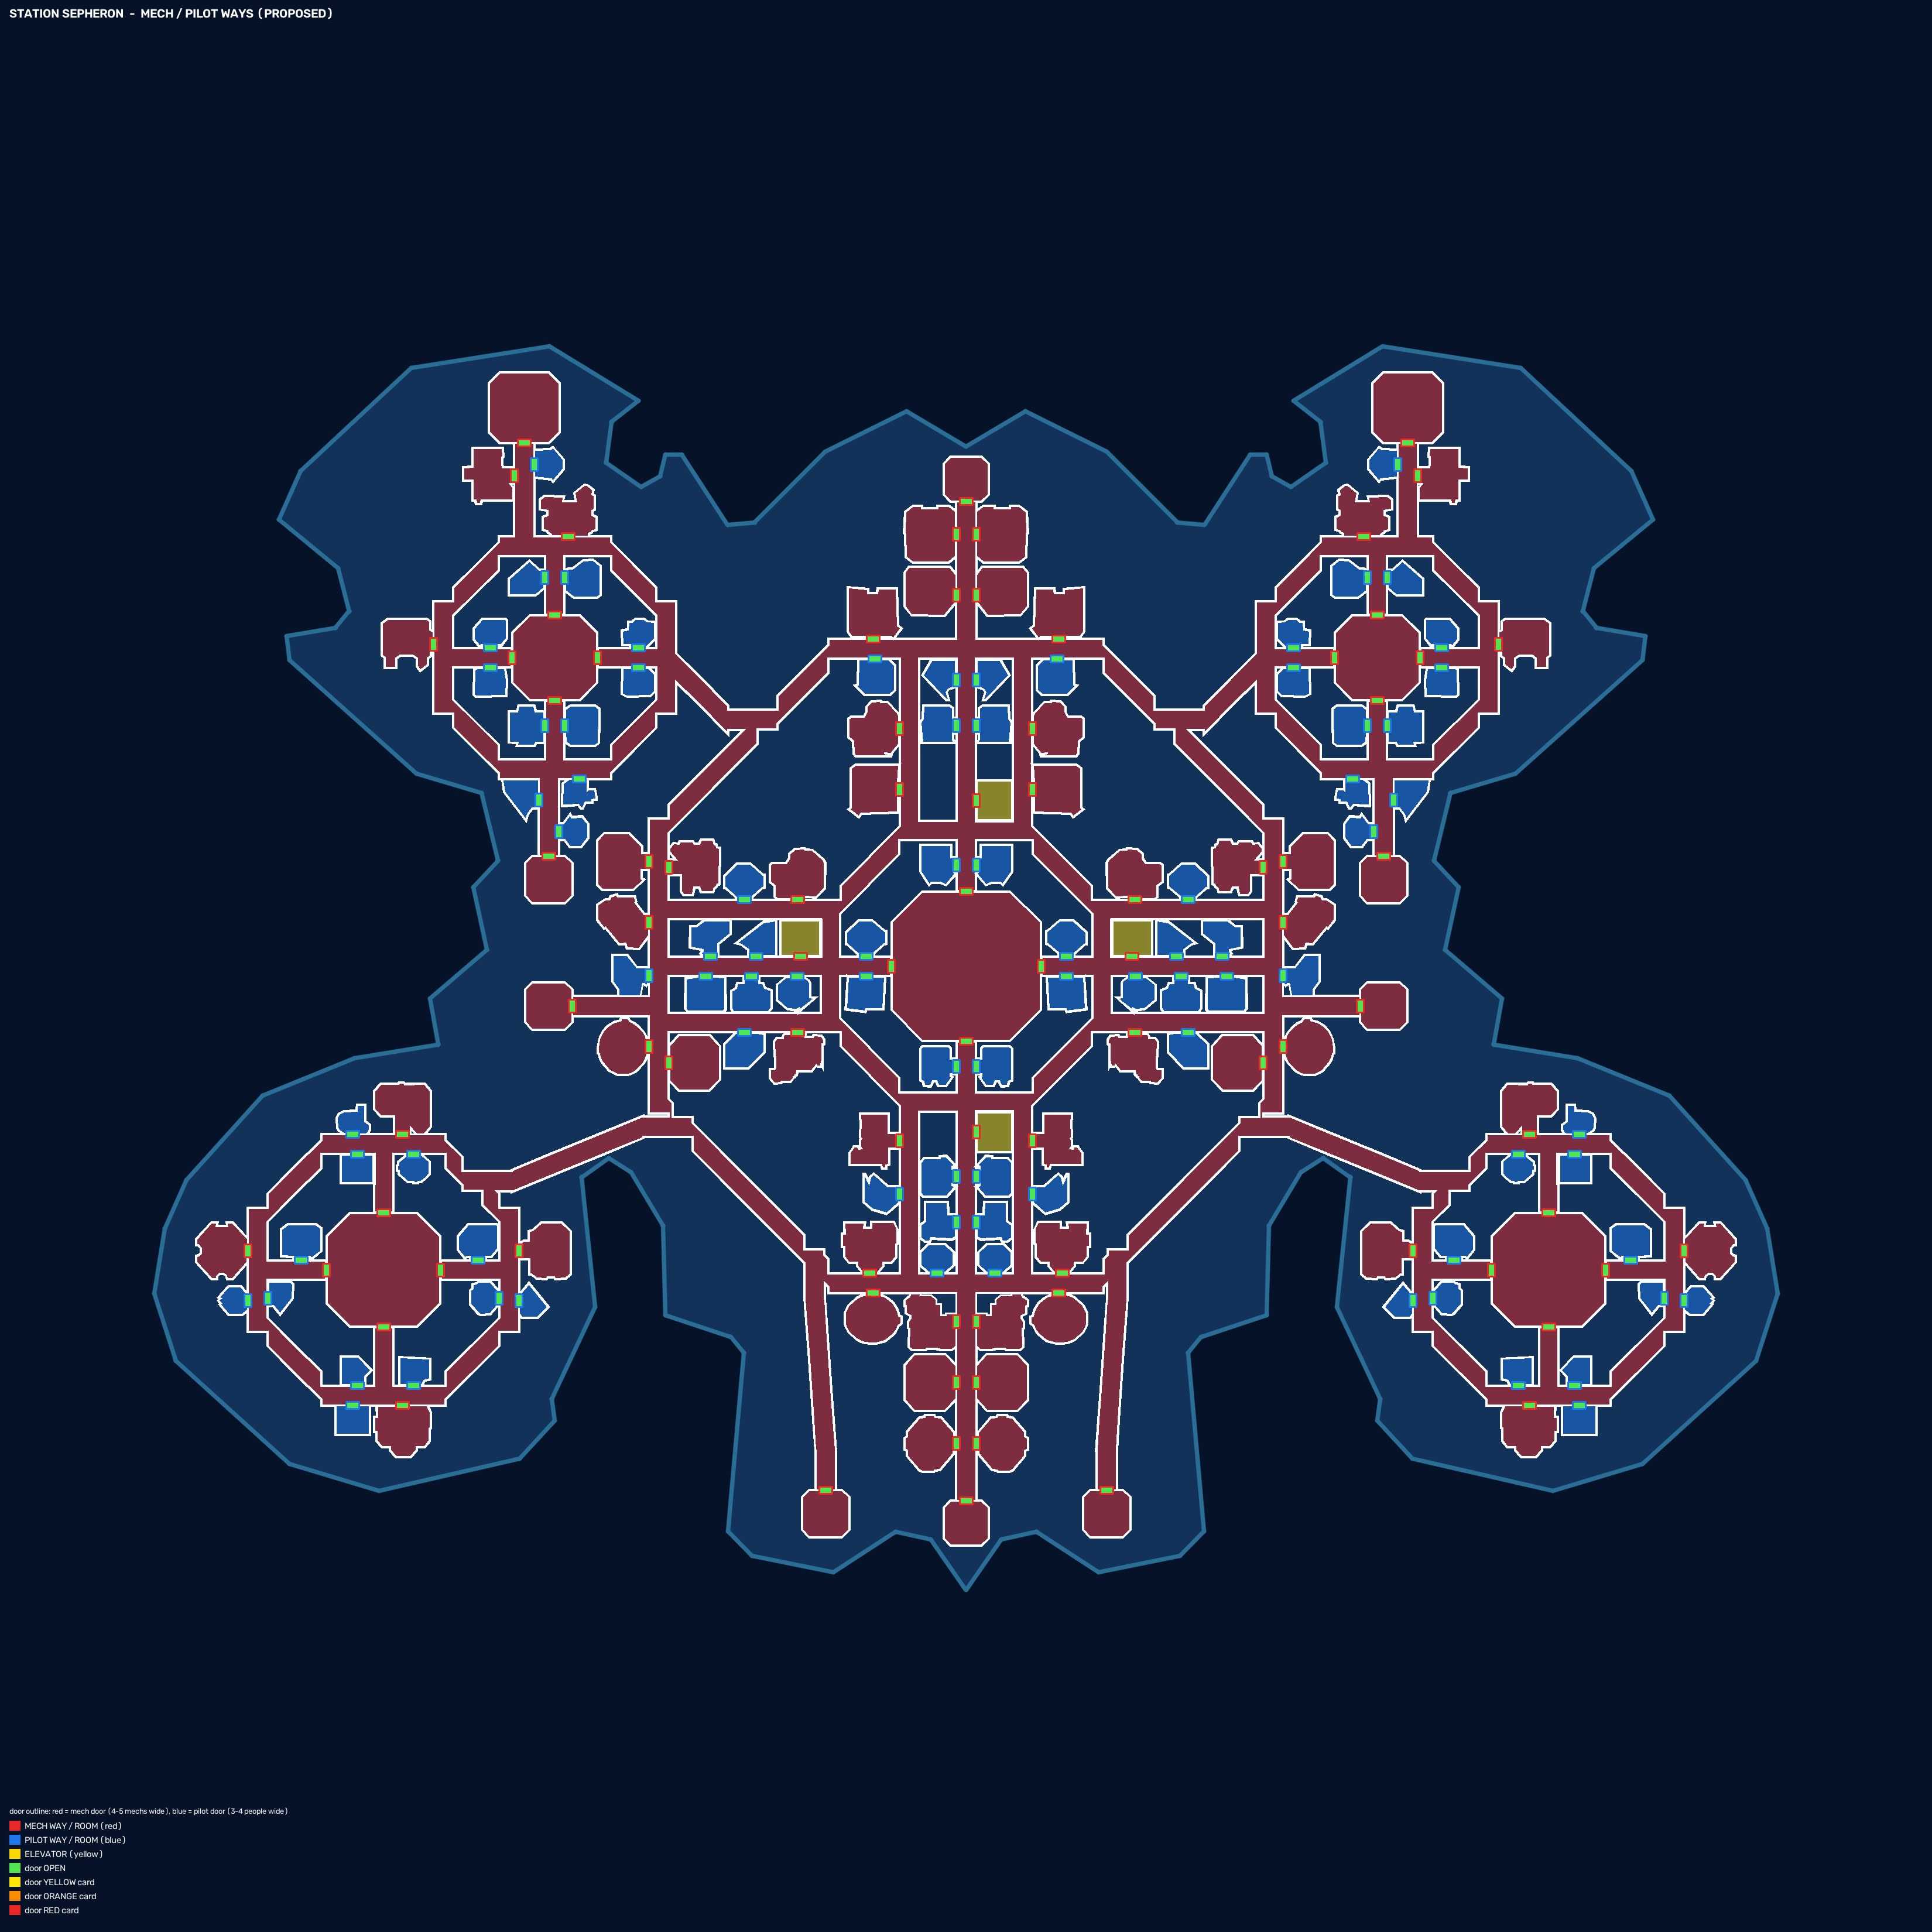 STATION SEPHERON - MECH / PILOT WAYS (PROPOSED)
door outline: red = mech door (4-5 mechs wide), blue = pilot door (3-4 people wide)
MECH WAY / ROOM (red)
PILOT WAY / ROOM (blue)
ELEVATOR (yellow)
door OPEN
door YELLOW card
door ORANGE card
door RED card